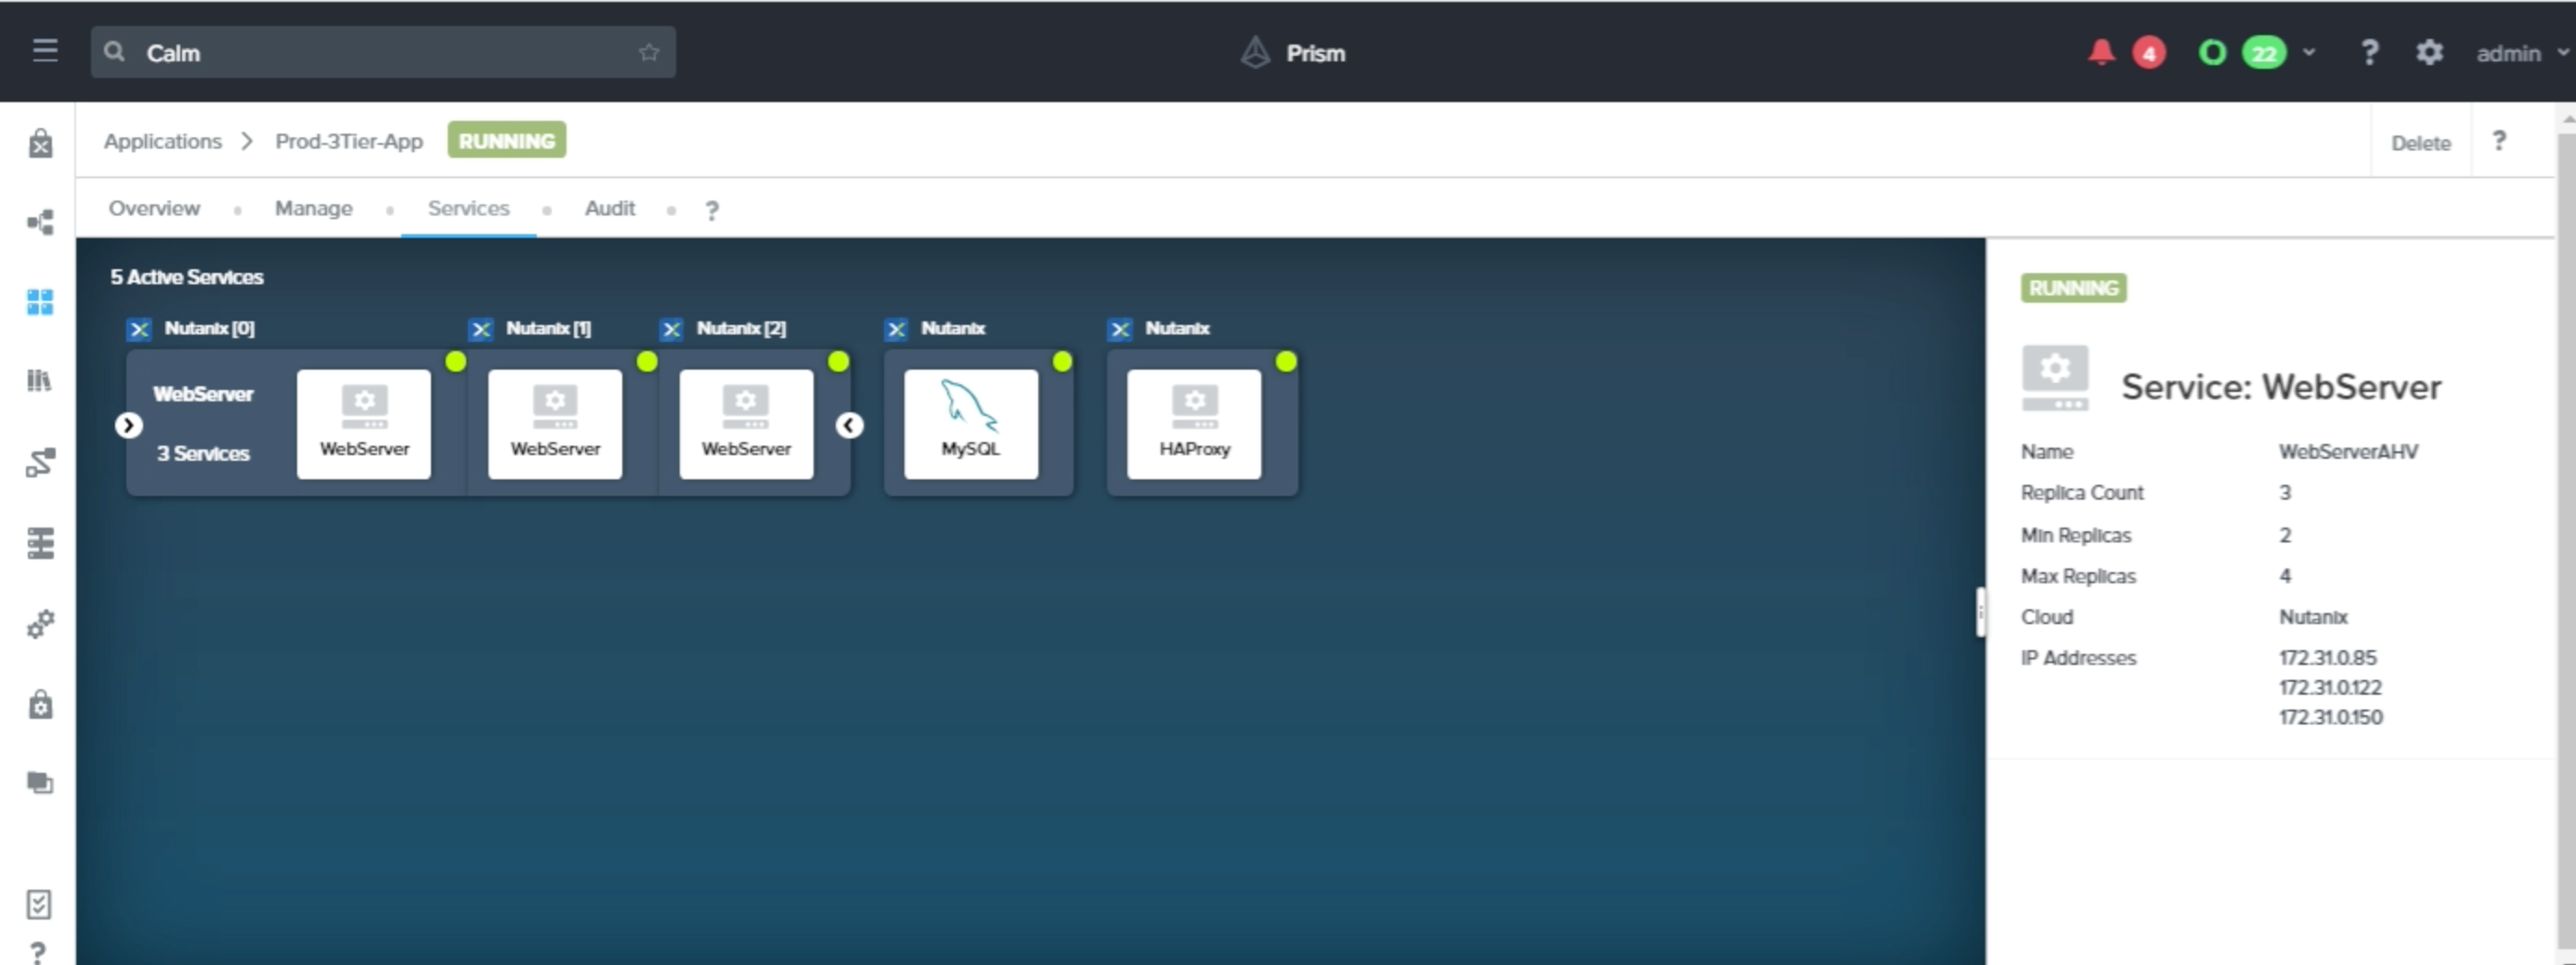 Calm
Prism
4
22
?
admin
Applications
Prod-3Tier-App
RUNNING
Delete
?
Overview
Manage
Services
Audit
?
5 Active Services
Nutanix [0]
Nutanix [1]
Nutanix [2]
Nutanix
Nutanix
WebServer
3 Services
WebServer
WebServer
WebServer
MySQL
HAProxy
RUNNING
Service: WebServer
Name WebServerAHV
Replica Count 3
Min Replicas 2
Max Replicas 4
Cloud Nutanix
IP Addresses 172.31.0.85
172.31.0.122
172.31.0.150
?